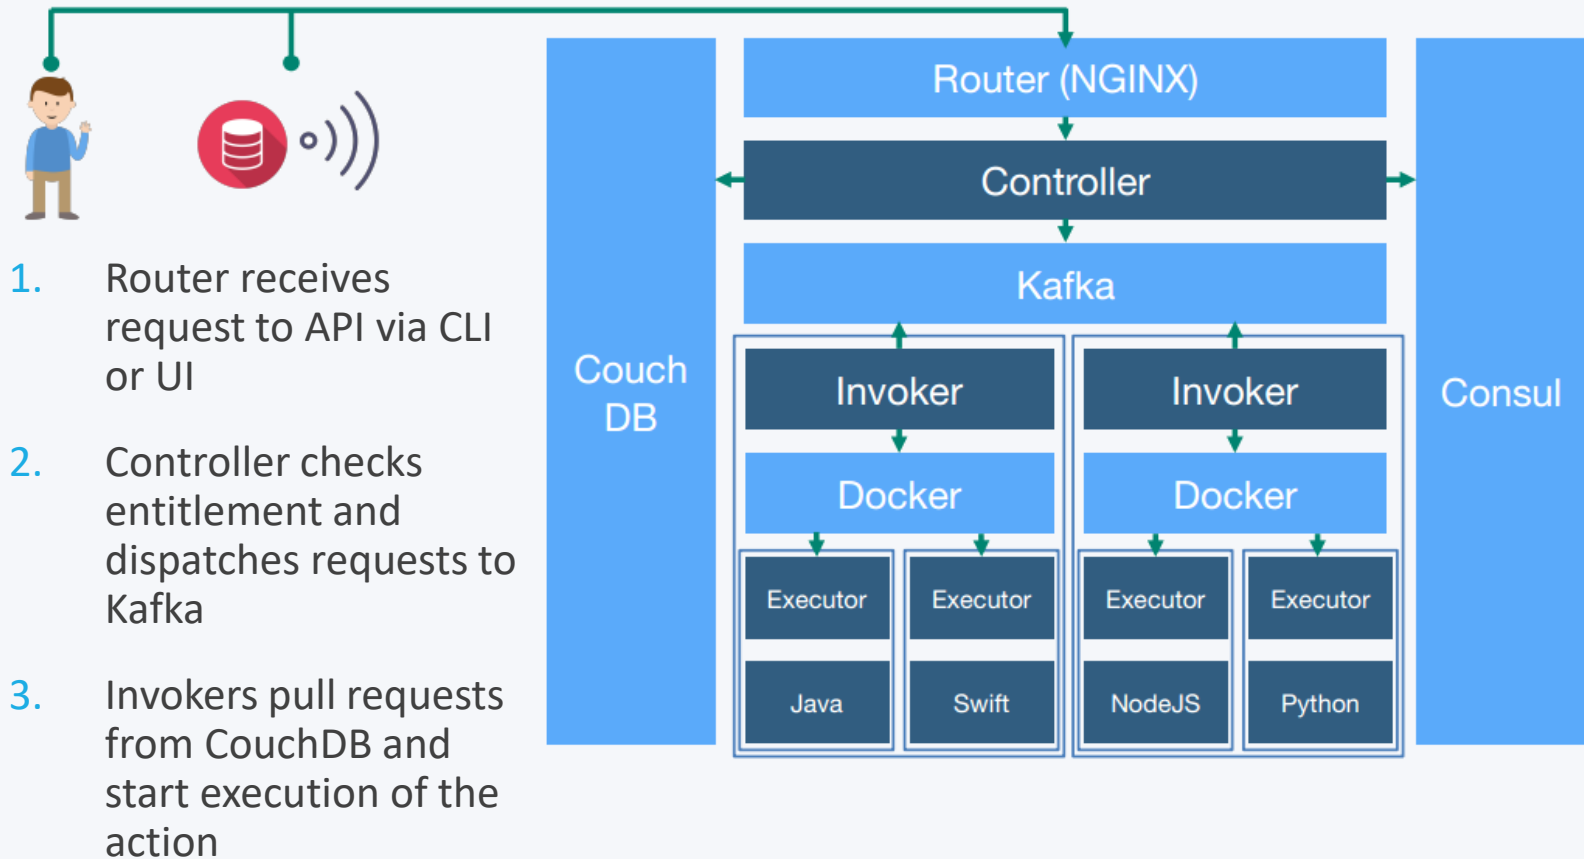 1. Router receives
request to API via CLI
or UI
2. Controller checks
entitlement and
dispatches requests to
Kafka
3. Invokers pull requests
from CouchDB and
start execution of the
action
Couch
DB
Router (NGINX)
Controller
Kafka
Invoker
Invoker
Docker
Docker
Executor
Executor
Executor
Executor
Java
Swift
NodeJS
Python
Consul